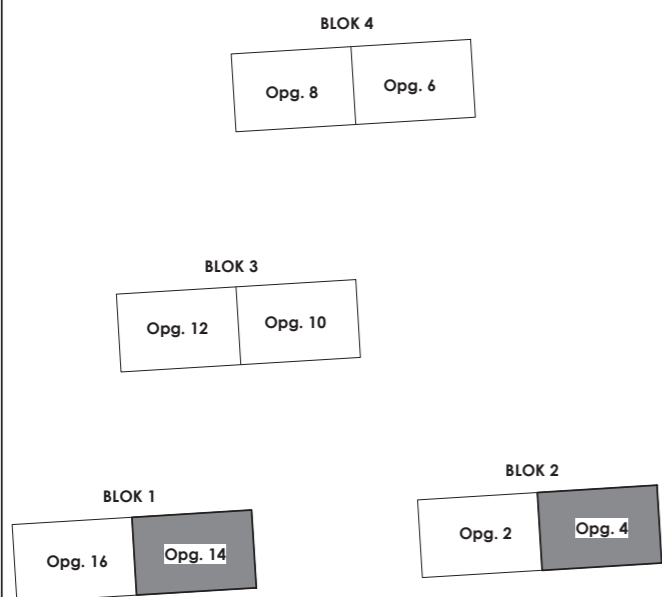 BLOK 4
Opg. 8
Opg. 6
BLOK 3
Opg. 12
Opg. 10
BLOK 1
Opg. 16
Opg. 14
BLOK 2
Opg. 2
Opg. 4